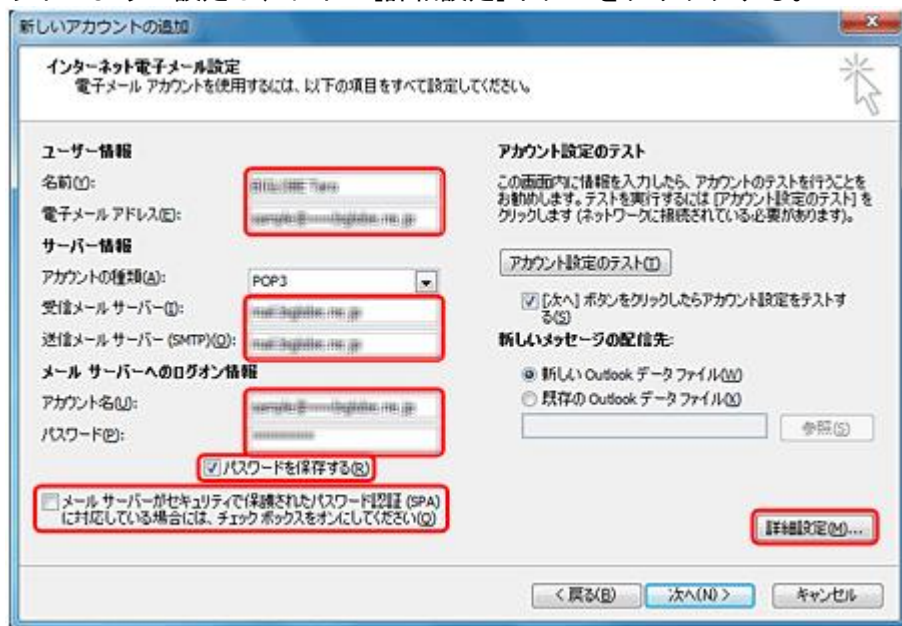 新しいアカウントの追加
インターネット電子メール設定
電子メール アカウントを使用するには、以下の項目をすべて設定してください。
ユーザー情報
名前(Y):
電子メール アドレス(E):
サーバー情報
アカウントの種類(A):
POP3
受信メール サーバー(I):
送信メール サーバー (SMTP)(O):
メール サーバーへのログオン情報
アカウント名(U):
パスワード(P):
パスワードを保存する(R)
メール サーバーがセキュリティで保護されたパスワード認証 (SPA)
に対応している場合には、チェック ボックスをオンにしてください(Q)
アカウント設定のテスト
この画面内に情報を入力したら、アカウントのテストを行うことを
お勧めします。テストを実行するには [アカウント設定のテスト] を
クリックします (ネットワークに接続されている必要があります)。
アカウント設定のテスト(T)
[次へ] ボタンをクリックしたらアカウント設定をテストす
る(S)
新しいメッセージの配信先:
新しい Outlook データ ファイル(W)
既存の Outlook データ ファイル(X)
参照(S)
詳細設定(M)...
< 戻る(B)
次へ(N) >
キャンセル